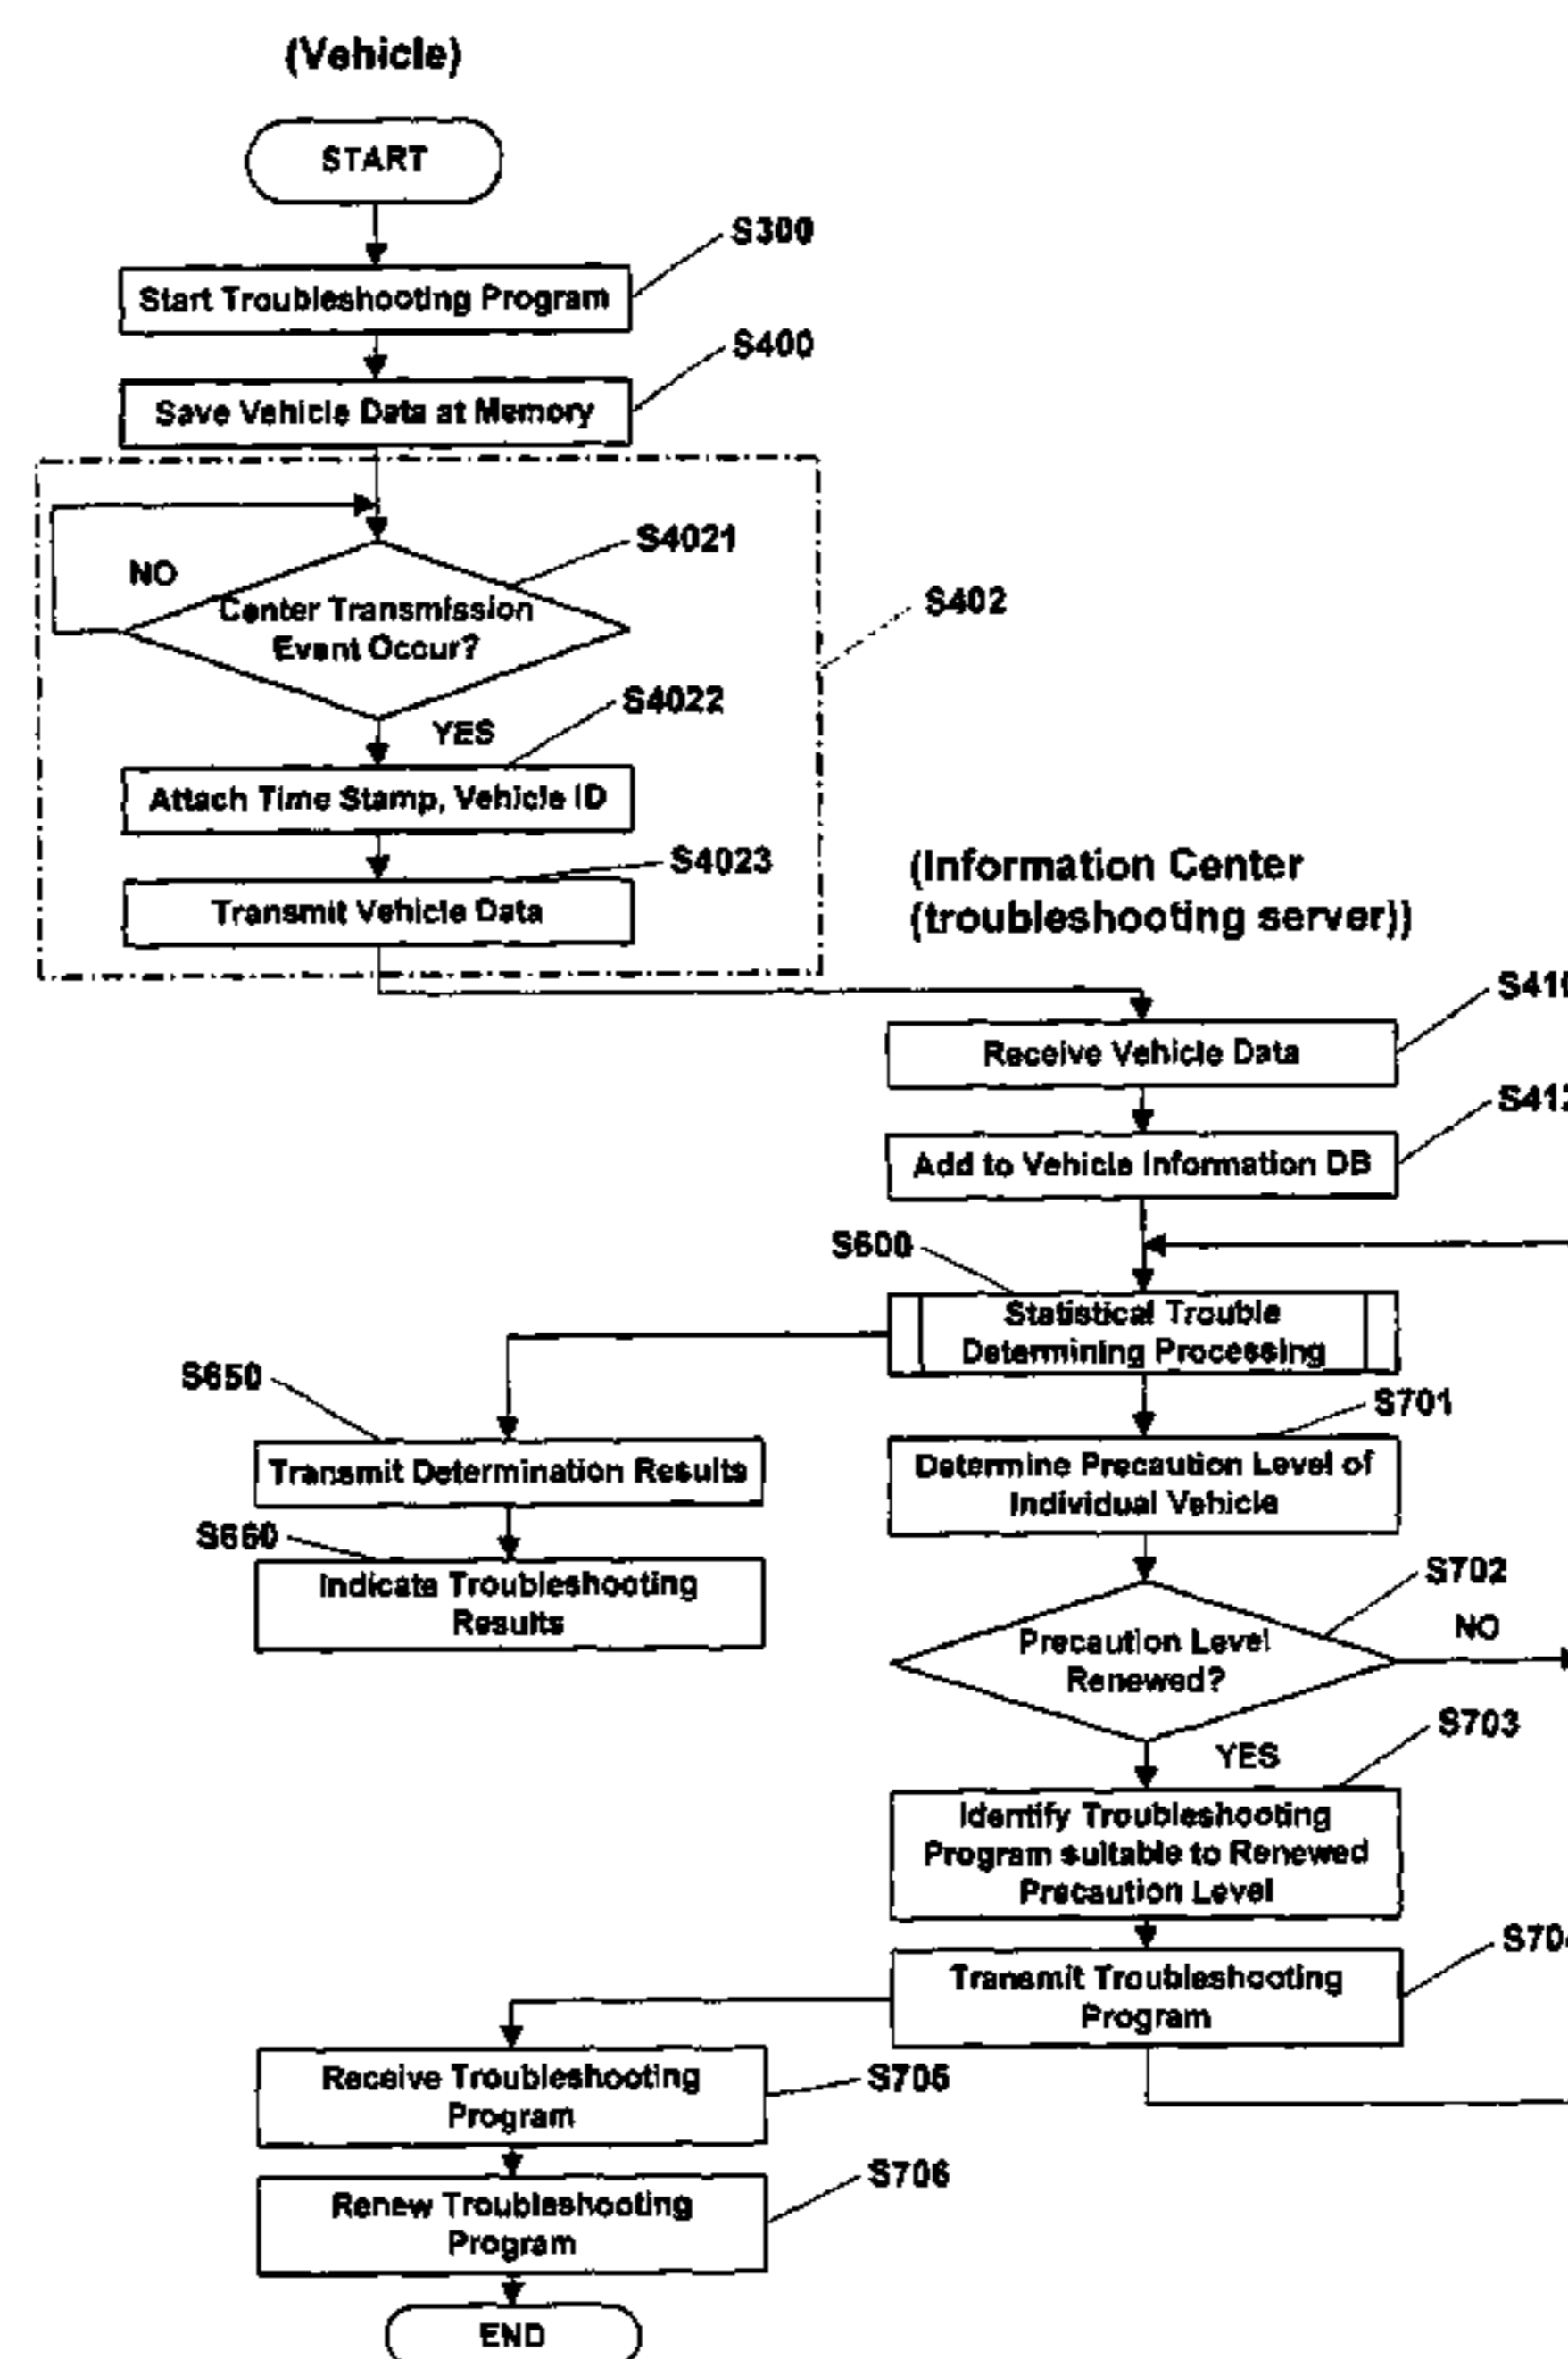 (Vehicle)
START
S300
Start Troubleshooting Program
S400
Save Vehicle Data at Memory
S4021
NO
Center Transmission
Event Occur?
S402
S4022
YES
Attach Time Stamp, Vehicle ID
S4023
Transmit Vehicle Data
(Information Center
(troubleshooting server))
Receive Vehicle Data
Add to Vehicle Information DB
S600
Statistical Trouble
Determining Processing
S650
S701
Transmit Determination Results
Determine Precaution Level of
Individual Vehicle
S660
Indicate Troubleshooting
Results
S702
NO
Precaution Level
Renewed?
S703
YES
Identify Troubleshooting
Program suitable to Renewed
Precaution Level
Transmit Troubleshooting
Program
S705
Receive Troubleshooting
Program
S706
Renew Troubleshooting
Program
END